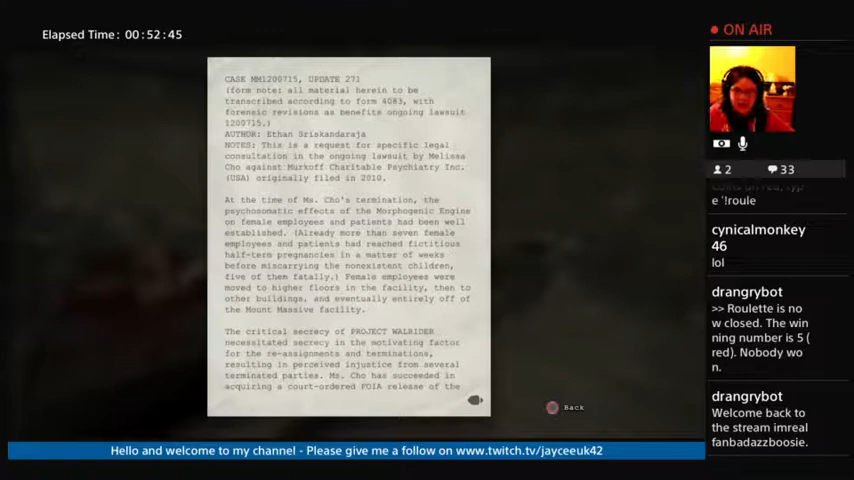 Elapsed Time: 00:52:45
CASE MM1200715, UPDATE 271
(form note: all material herein to be
transcribed according to form 4083, with
forensic revisions as benefits ongoing lawsuit
1200715.)
AUTHOR: Ethan Sriskandaraja
NOTES: This is a request for specific legal
consultation in the ongoing lawsuit by Melissa
Cho against Murkoff Charitable Psychiatry Inc.
(USA) originally filed in 2010.
At the time of Ms. Cho's termination, the
psychosomatic effects of the Morphogenic Engine
on female employees and patients had been well
established. (Already more than seven female
employees and patients had reached fictitious
half-term pregnancies in a matter of weeks
before miscarrying the nonexistent children,
five of them fatally.) Female employees were
moved to higher floors in the facility, then to
other buildings, and eventually entirely off of
the Mount Massive facility.
The critical secrecy of PROJECT WALRIDER
necessitated secrecy in the motivating factor
for the re-assignments and terminations,
resulting in perceived injustice from several
terminated parties. Ms. Cho has succeeded in
acquiring a court-ordered FOIA release of the
Back
Hello and welcome to my channel - Please give me a follow on www.twitch.tv/jayceeuk42
ON AIR
2
33
e '!roule
cynicalmonkey
46
lol
drangrybot
>> Roulette is no
w closed. The win
ning number is 5 (
red). Nobody wo
n.
drangrybot
Welcome back to
the stream imreal
fanbadazzboosie.